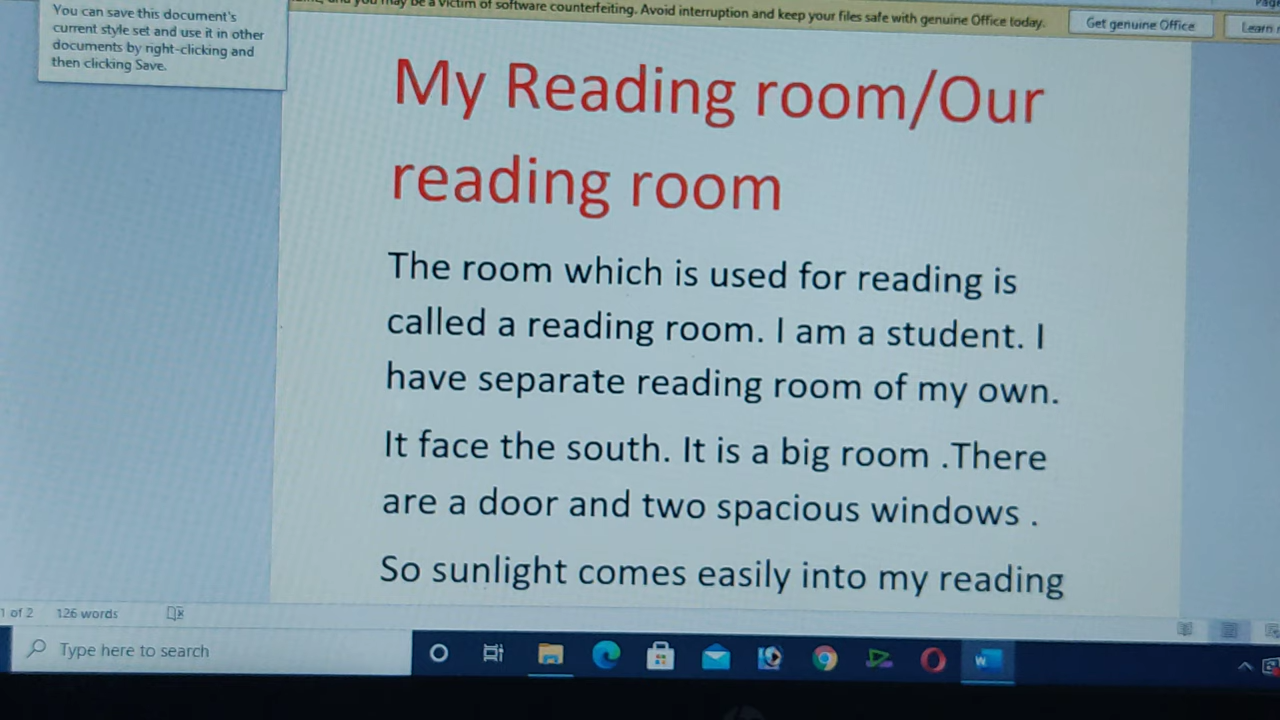 You can save this document's
current style set and use it in other
documents by right-clicking and
then clicking Save.
and you may be a victim of software counterfeiting. Avoid interruption and keep your files safe with genuine Office today.
Get genuine Office
Learn
My Reading room/Our
reading room
The room which is used for reading is
called a reading room. I am a student. I
have separate reading room of my own.
It face the south. It is a big room .There
are a door and two spacious windows .
So sunlight comes easily into my reading
1 of 2 126 words
Type here to search